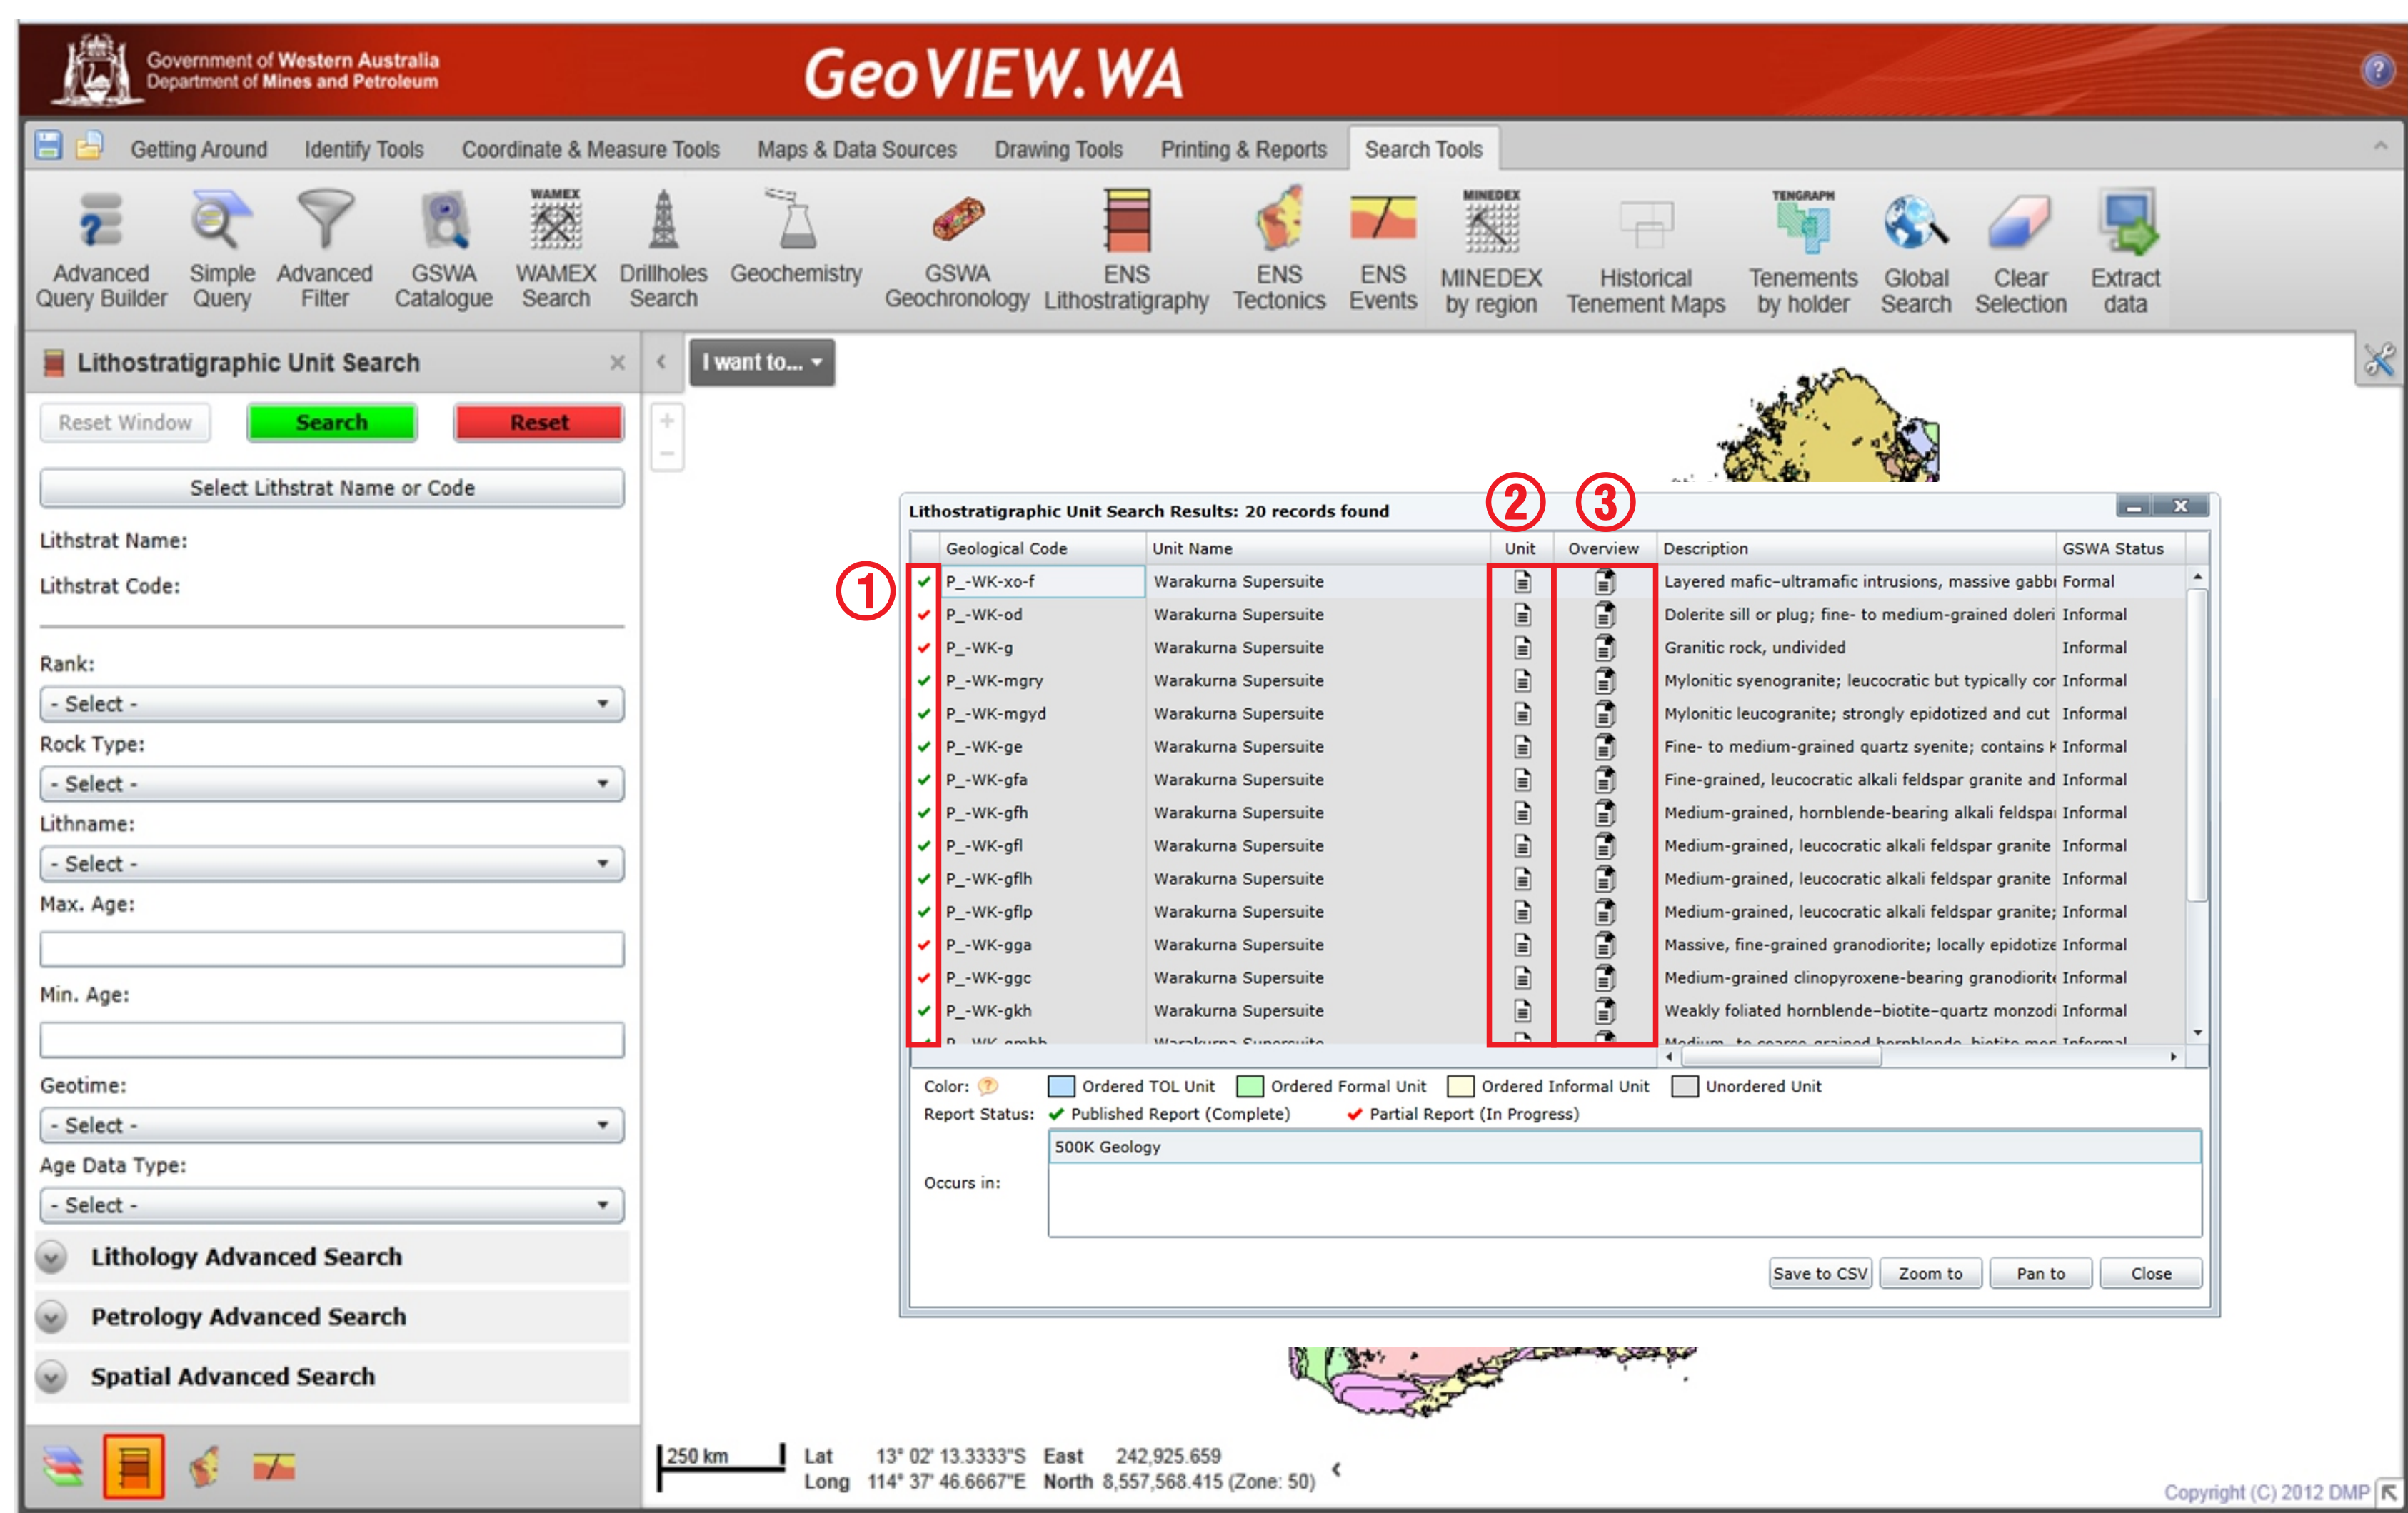 Government of Western Australia
Department of Mines and Petroleum
GeoVIEW.WA
?
Getting Around Identify Tools Coordinate & Measure Tools Maps & Data Sources Drawing Tools Printing & Reports Search Tools
WAMEX MINEDEX TENGRAPH
Advanced Query Builder
Simple Query
Advanced Filter
GSWA Catalogue
WAMEX Search
Drillholes Search
Geochemistry
GSWA Geochronology
ENS Lithostratigraphy
ENS Tectonics
ENS Events
MINEDEX by region
Historical Tenement Maps
Tenements by holder
Global Search
Clear Selection
Extract data
Lithostratigraphic Unit Search
Reset Window Search Reset
Select Lithstrat Name or Code
Lithstrat Name:
Lithstrat Code:
Rank:
- Select -
Rock Type:
- Select -
Lithname:
- Select -
Max. Age:
Min. Age:
Geotime:
- Select -
Age Data Type:
- Select -
Lithology Advanced Search
Petrology Advanced Search
Spatial Advanced Search
I want to...
+
–
① ② ③
Lithostratigraphic Unit Search Results: 20 records found
Geological Code Unit Name Unit Overview Description GSWA Status
P_-WK-xo-f Warakurna Supersuite Layered mafic–ultramafic intrusions, massive gabb Formal
P_-WK-od Warakurna Supersuite Dolerite sill or plug; fine- to medium-grained doleri Informal
P_-WK-g Warakurna Supersuite Granitic rock, undivided Informal
P_-WK-mgry Warakurna Supersuite Mylonitic syenogranite; leucocratic but typically cor Informal
P_-WK-mgyd Warakurna Supersuite Mylonitic leucogranite; strongly epidotized and cut Informal
P_-WK-ge Warakurna Supersuite Fine- to medium-grained quartz syenite; contains K Informal
P_-WK-gfa Warakurna Supersuite Fine-grained, leucocratic alkali feldspar granite and Informal
P_-WK-gfh Warakurna Supersuite Medium-grained, hornblende-bearing alkali feldspa Informal
P_-WK-gfl Warakurna Supersuite Medium-grained, leucocratic alkali feldspar granite Informal
P_-WK-gflh Warakurna Supersuite Medium-grained, leucocratic alkali feldspar granite Informal
P_-WK-gflp Warakurna Supersuite Medium-grained, leucocratic alkali feldspar granite; Informal
P_-WK-gga Warakurna Supersuite Massive, fine-grained granodiorite; locally epidotize Informal
P_-WK-ggc Warakurna Supersuite Medium-grained clinopyroxene-bearing granodiorite Informal
P_-WK-gkh Warakurna Supersuite Weakly foliated hornblende–biotite–quartz monzodi Informal
Warakurna Supersuite Informal
Color: ? Ordered TOL Unit Ordered Formal Unit Ordered Informal Unit Unordered Unit
Report Status: Published Report (Complete) Partial Report (In Progress)
500K Geology
Occurs in:
Save to CSV Zoom to Pan to Close
250 km
Lat 13° 02' 13.3333"S East 242,925.659
Long 114° 37' 46.6667"E North 8,557,568.415 (Zone: 50)
Copyright (C) 2012 DMP